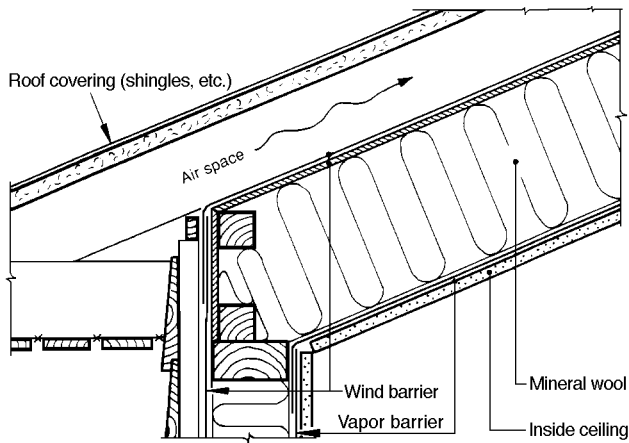 Roof covering (shingles, etc.)
Air space
Wind barrier
Mineral wool
Vapor barrier
Inside ceiling